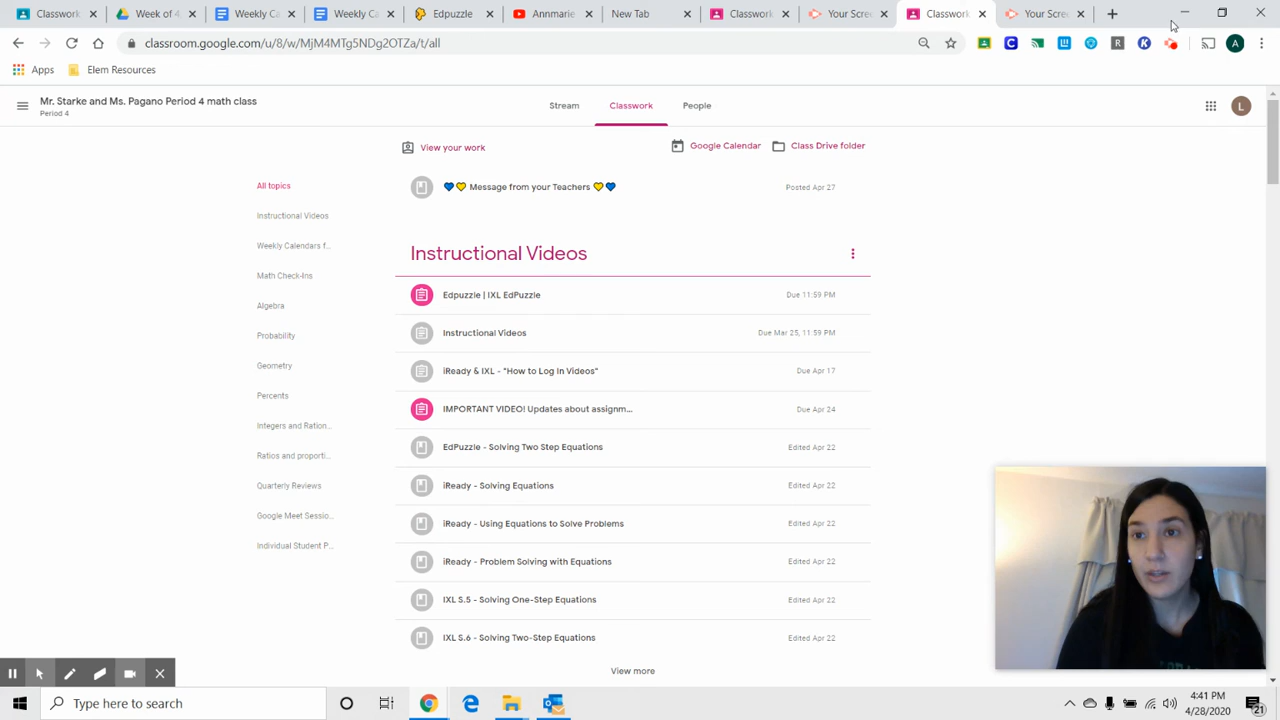 Classwork
Week of 4
Weekly Ca
Weekly Ca
Edpuzzle
Annmarie
New Tab
Classwork
Your Scree
Classwork
Your Scree
classroom.google.com/u/8/w/MjM4MTg5NDg2OTZa/t/all
Apps
Elem Resources
Mr. Starke and Ms. Pagano Period 4 math class
Period 4
Stream
Classwork
People
L
View your work
Google Calendar
Class Drive folder
All topics
💙💛 Message from your Teachers 💛💙
Posted Apr 27
Instructional Videos
Weekly Calendars f...
Math Check-Ins
Algebra
Probability
Geometry
Percents
Integers and Ration...
Ratios and proporti...
Quarterly Reviews
Google Meet Sessio...
Individual Student P...
Instructional Videos
Edpuzzle | IXL EdPuzzle
Due 11:59 PM
Instructional Videos
Due Mar 25, 11:59 PM
iReady & IXL - "How to Log In Videos"
Due Apr 17
IMPORTANT VIDEO! Updates about assignm...
Due Apr 24
EdPuzzle - Solving Two Step Equations
Edited Apr 22
iReady - Solving Equations
Edited Apr 22
iReady - Using Equations to Solve Problems
Edited Apr 22
iReady - Problem Solving with Equations
Edited Apr 22
IXL S.5 - Solving One-Step Equations
Edited Apr 22
IXL S.6 - Solving Two-Step Equations
Edited Apr 22
View more
Type here to search
4:41 PM
4/28/2020
21